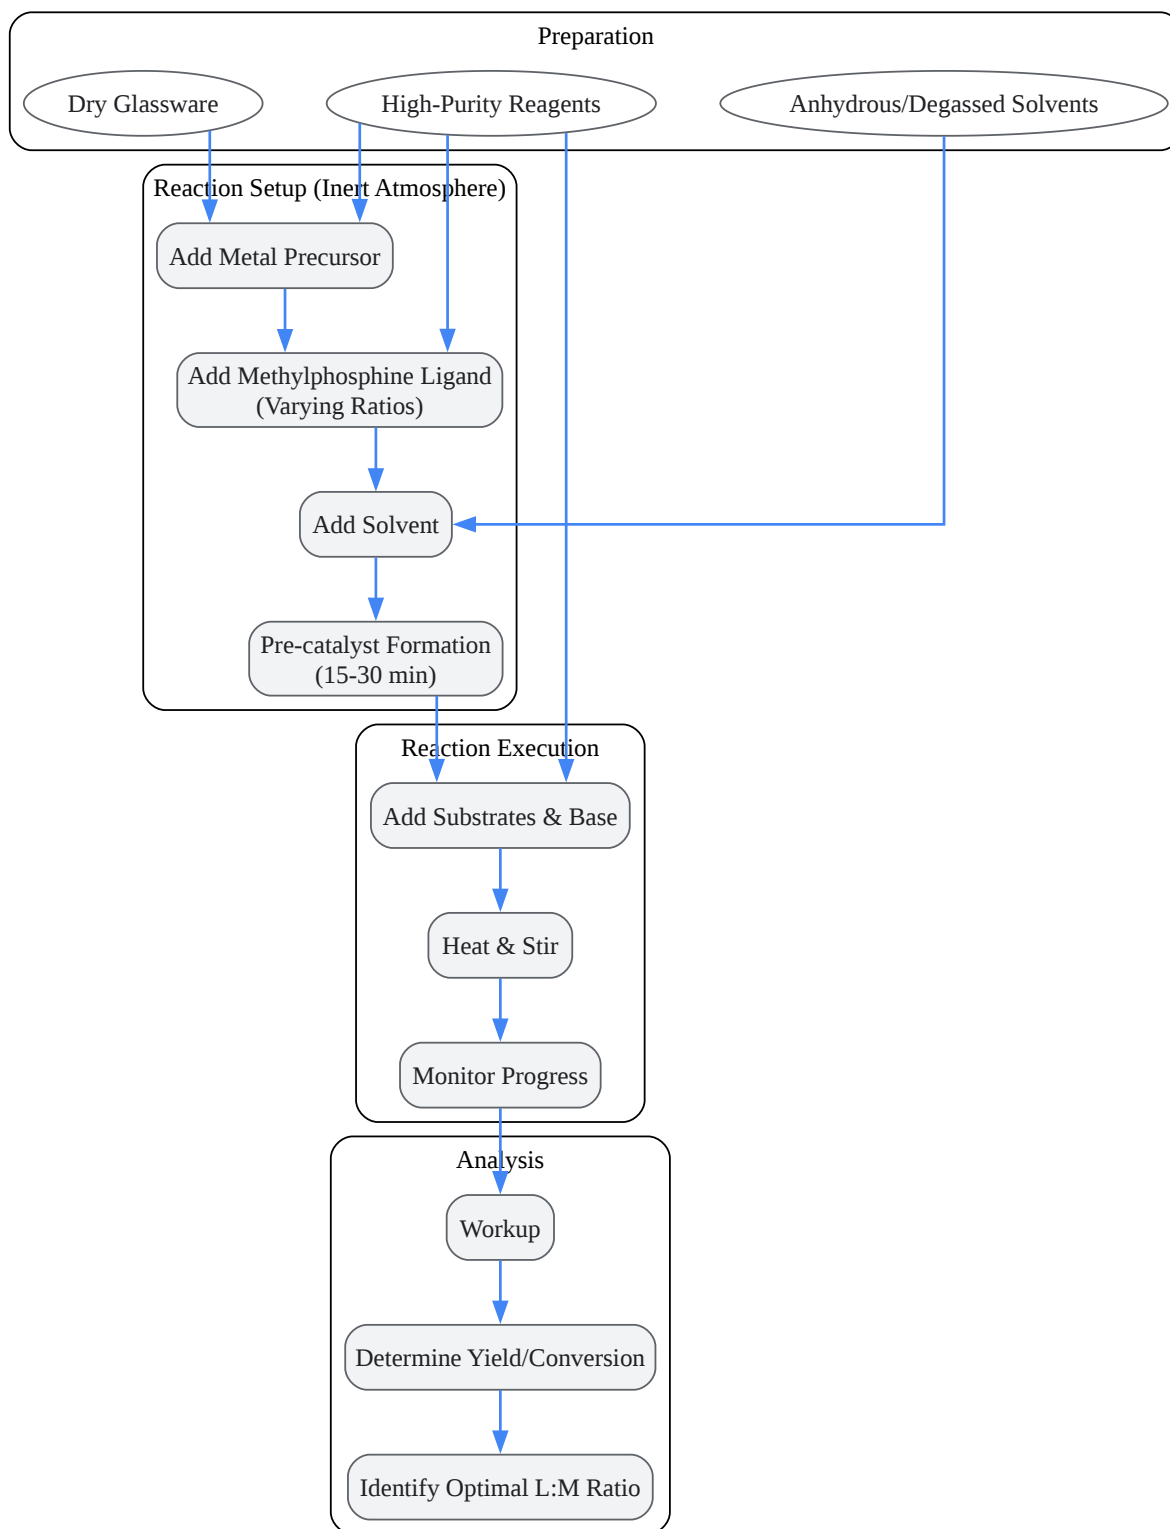 Preparation
Dry Glassware
High-Purity Reagents
Anhydrous/Degassed Solvents
Reaction Setup (Inert Atmosphere)
Add Metal Precursor
Add Methylphosphine Ligand
(Varying Ratios)
Add Solvent
Pre-catalyst Formation
(15-30 min)
Reaction Execution
Add Substrates & Base
Heat & Stir
Monitor Progress
Analysis
Workup
Determine Yield/Conversion
Identify Optimal L:M Ratio